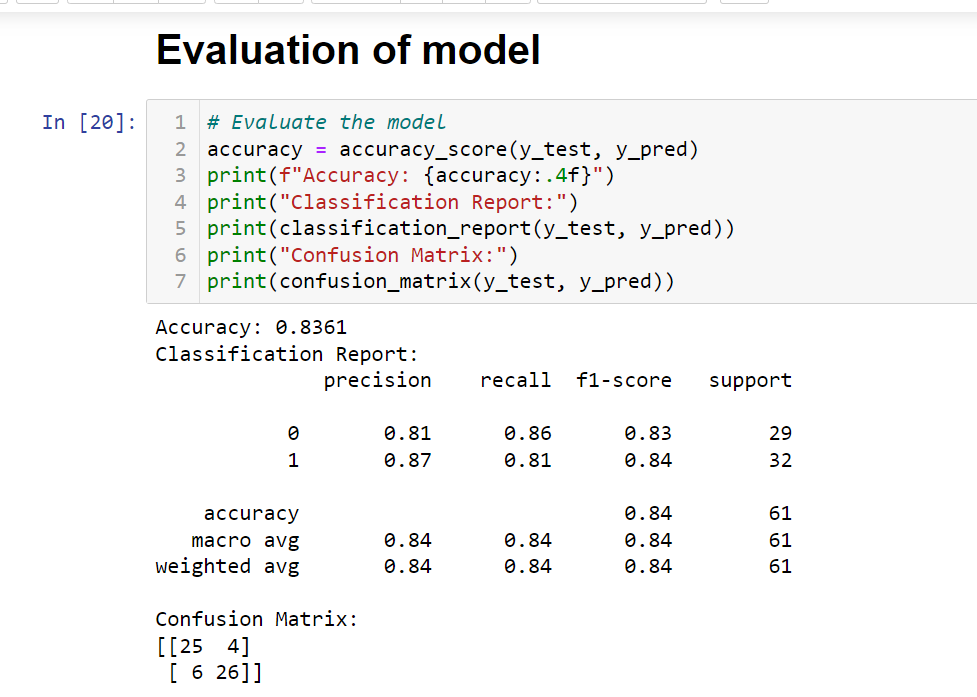 Evaluation of model
In [20]:
1 # Evaluate the model
2 accuracy = accuracy_score(y_test, y_pred)
3 print(f"Accuracy: {accuracy:.4f}")
4 print("Classification Report:")
5 print(classification_report(y_test, y_pred))
6 print("Confusion Matrix:")
7 print(confusion_matrix(y_test, y_pred))
Accuracy: 0.8361
Classification Report:
precision recall f1-score support
0 0.81 0.86 0.83 29
1 0.87 0.81 0.84 32
accuracy 0.84 61
macro avg 0.84 0.84 0.84 61
weighted avg 0.84 0.84 0.84 61
Confusion Matrix:
[[25 4]
[ 6 26]]